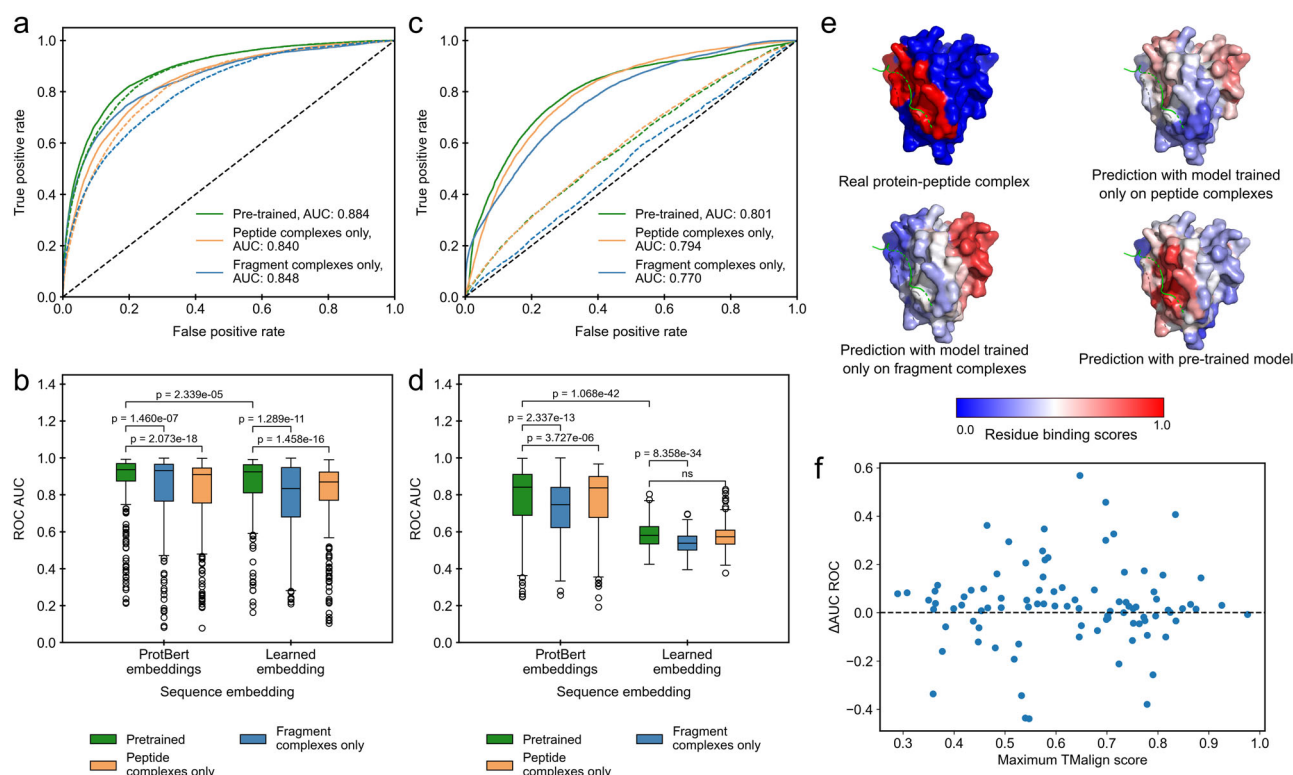 a
True positive rate
1.0
0.8
0.6
0.4
0.2
0.0
Pre-trained, AUC: 0.884
Peptide complexes only,
AUC: 0.840
Fragment complexes only,
AUC: 0.848
0.0 0.2 0.4 0.6 0.8 1.0
False positive rate
c
True positive rate
1.0
0.8
0.6
0.4
0.2
0.0
Pre-trained, AUC: 0.801
Peptide complexes only,
AUC: 0.794
Fragment complexes only,
AUC: 0.770
0.0 0.2 0.4 0.6 0.8 1.0
False positive rate
e
Real protein-peptide complex
Prediction with model trained
only on peptide complexes
Prediction with model trained
only on fragment complexes
Prediction with pre-trained model
0.0 Residue binding scores 1.0
b
ROC AUC
1.4
1.2
1.0
0.8
0.6
0.4
0.2
0.0
p = 2.339e-05
p = 1.460e-07
p = 1.289e-11
p = 2.073e-18
p = 1.458e-16
ProtBert
embeddings
Learned
embedding
Sequence embedding
Pretrained
Peptide
complexes only
Fragment
complexes only
d
ROC AUC
1.4
1.2
1.0
0.8
0.6
0.4
0.2
0.0
p = 1.068e-42
p = 2.337e-13
p = 3.727e-06
p = 8.358e-34
ns
ProtBert
embeddings
Learned
embedding
Sequence embedding
Pretrained
Peptide
complexes only
Fragment
complexes only
f
ΔAUC ROC
0.6
0.4
0.2
0.0
−0.2
−0.4
0.3 0.4 0.5 0.6 0.7 0.8 0.9 1.0
Maximum TMalign score